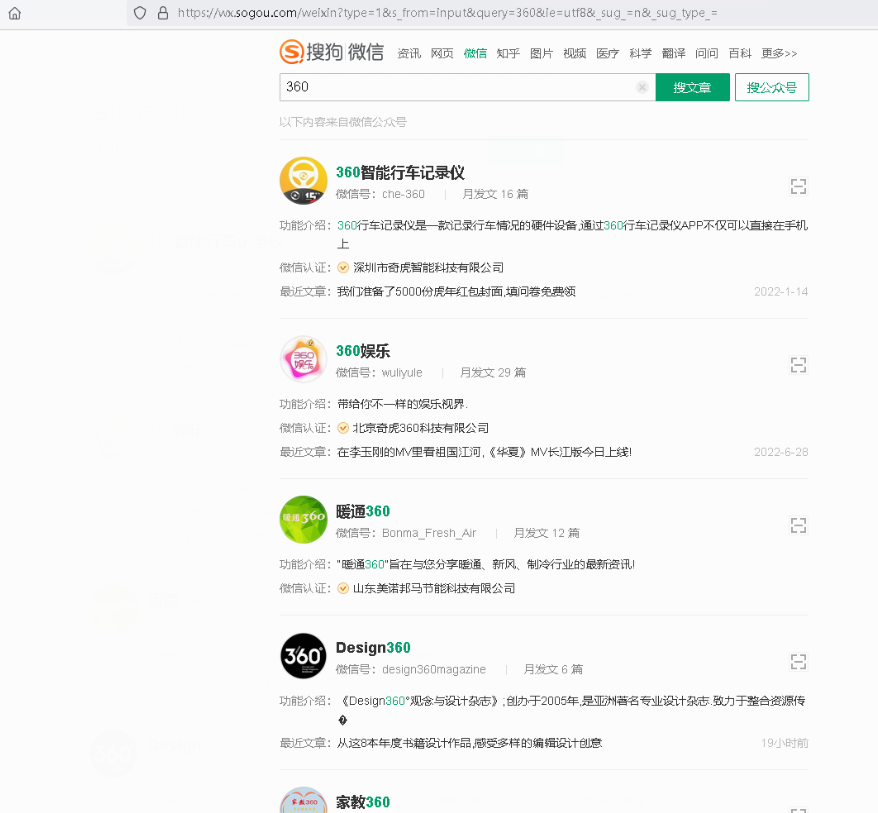 https://wx.sogou.com/weixin?type=1&s_from=input&query=360&ie=utf8&_sug_=n&_sug_type_=
搜狗 微信 资讯 网页 微信 知乎 图片 视频 医疗 科学 翻译 问问 百科 更多>>
360 搜文章 搜公众号
以下内容来自微信公众号
360智能行车记录仪
微信号：che-360 月发文 16 篇
功能介绍：360行车记录仪是一款记录行车情况的硬件设备,通过360行车记录仪APP不仅可以直接在手机
上
微信认证：深圳市奇虎智能科技有限公司
最近文章：我们准备了5000份虎年红包封面,填问卷免费领 2022-1-14
360娱乐
360
娱乐
微信号：wuliyule 月发文 29 篇
功能介绍：带给你不一样的娱乐视界.
微信认证：北京奇虎360科技有限公司
最近文章：在李玉刚的MV里看祖国江河,《华夏》MV长江版今日上线! 2022-6-28
暖通360
暖通360
微信号：Bonma_Fresh_Air 月发文 12 篇
功能介绍："暖通360"旨在与您分享暖通、新风、制冷行业的最新资讯!
微信认证：山东美诺邦马节能科技有限公司
Design360
360°
微信号：design360magazine 月发文 6 篇
功能介绍：《Design360°观念与设计杂志》;创办于2005年,是亚洲著名专业设计杂志.致力于整合资源传
�
最近文章：从这8本年度书籍设计作品,感受多样的编辑设计创意 19小时前
家教360
家教360